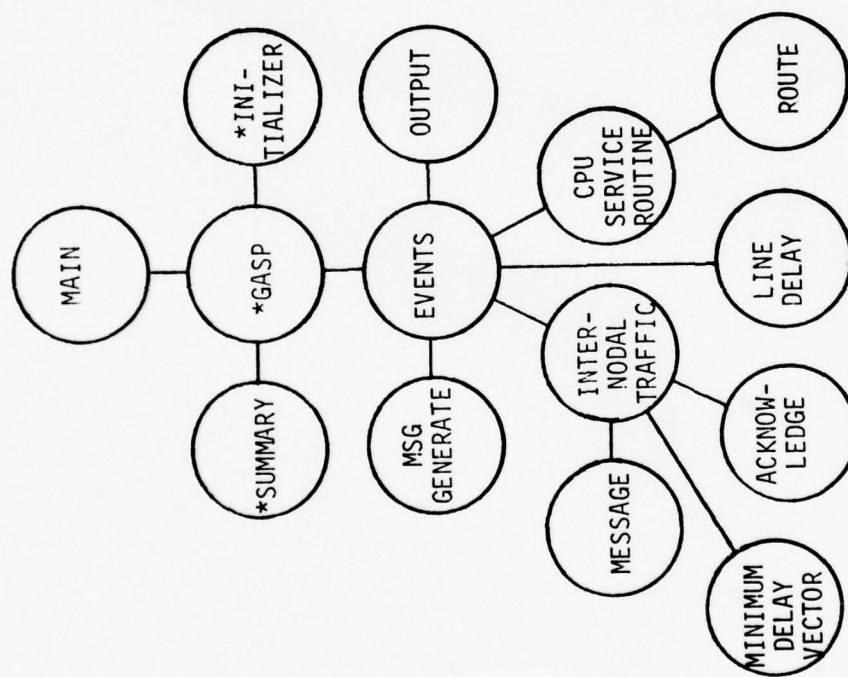 MAIN
*SUMMARY
*GASP
*INI-
TIALIZER
MSG
GENERATE
EVENTS
OUTPUT
MESSAGE
INTER-
NODAL
TRAFFIC
CPU
SERVICE
ROUTINE
MINIMUM
DELAY
VECTOR
ACKNOW-
LEDGE
LINE
DELAY
ROUTE